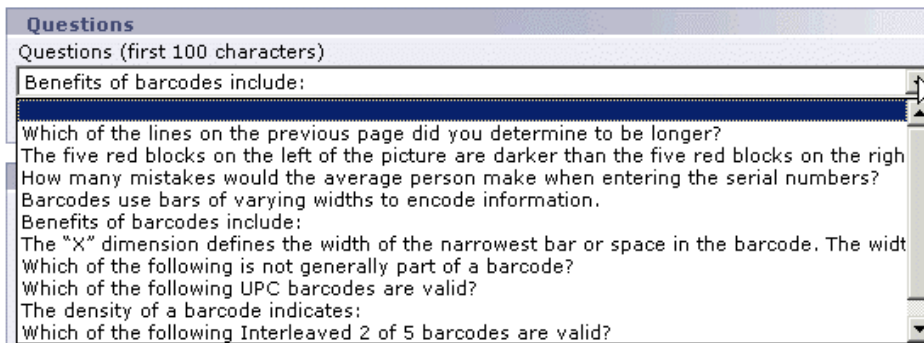 Questions
Questions (first 100 characters)
Benefits of barcodes include:
Which of the lines on the previous page did you determine to be longer?
The five red blocks on the left of the picture are darker than the five red blocks on the righ
How many mistakes would the average person make when entering the serial numbers?
Barcodes use bars of varying widths to encode information.
Benefits of barcodes include:
The “X” dimension defines the width of the narrowest bar or space in the barcode. The widt
Which of the following is not generally part of a barcode?
Which of the following UPC barcodes are valid?
The density of a barcode indicates:
Which of the following Interleaved 2 of 5 barcodes are valid?